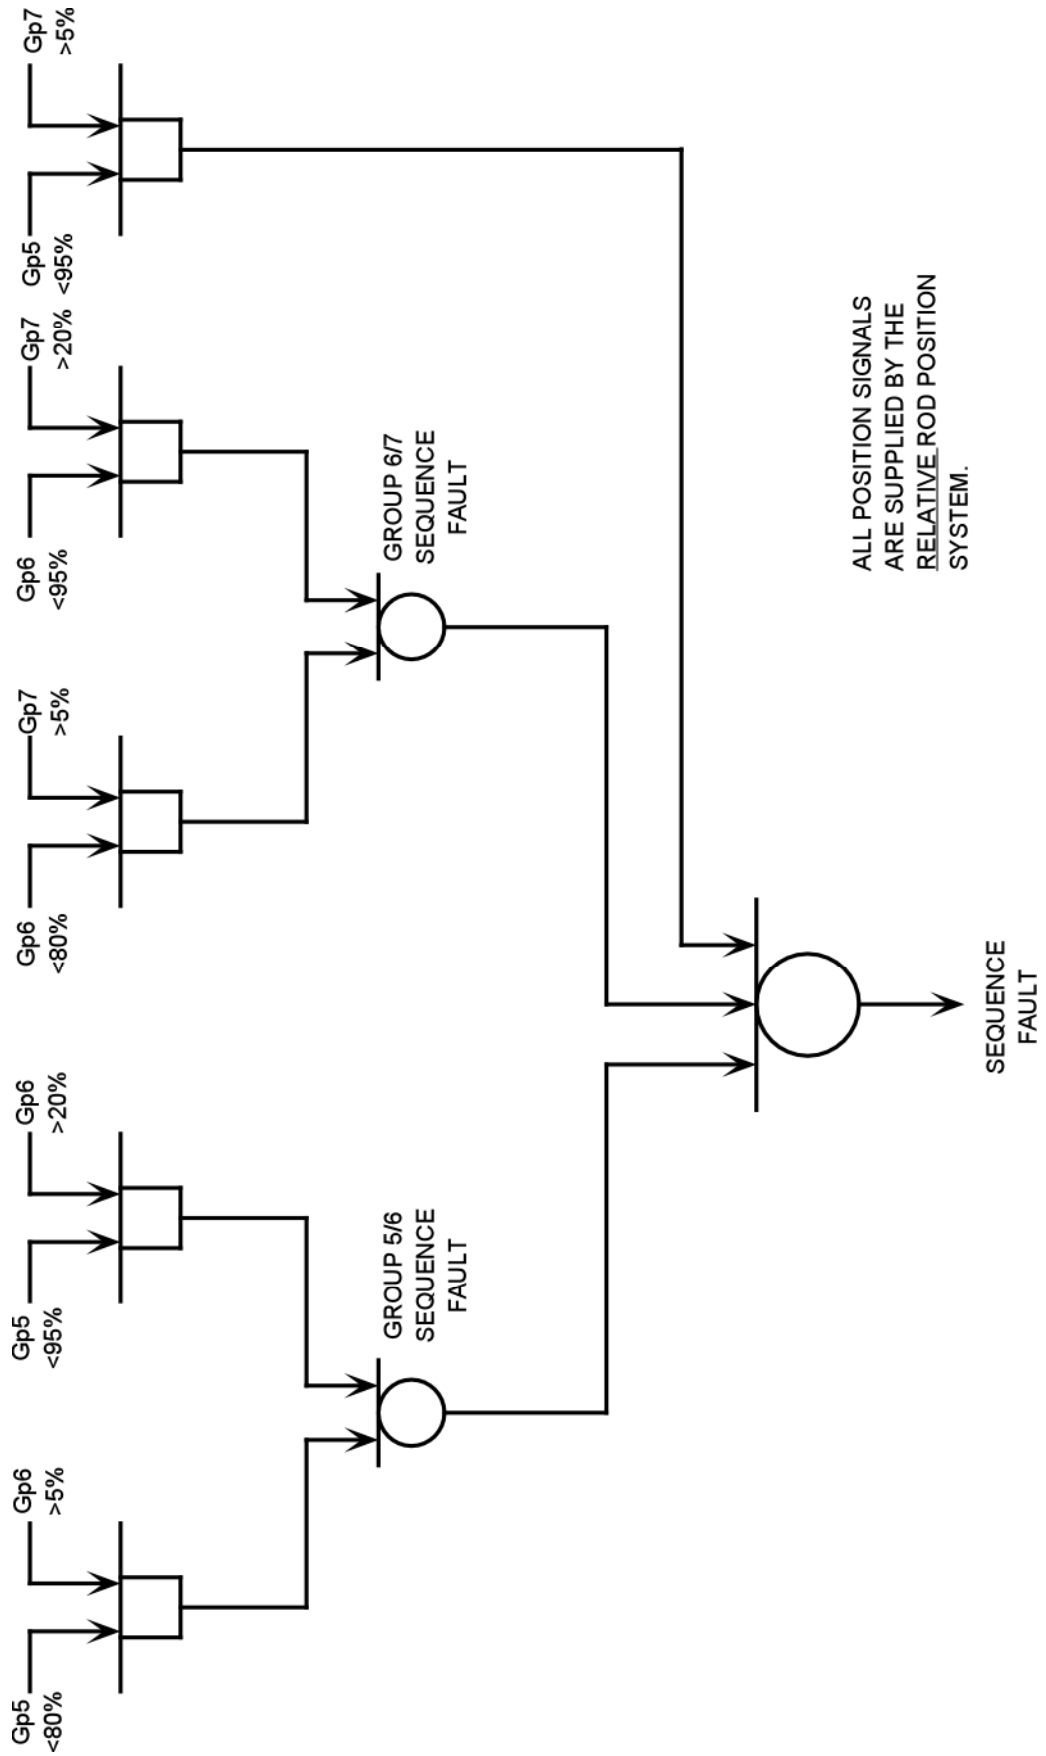 Gp5
<80%
Gp6
>5%
Gp5
<95%
Gp6
>20%
Gp6
<80%
Gp7
>5%
Gp6
<95%
Gp7
>20%
Gp5
<95%
Gp7
>5%
GROUP 5/6
SEQUENCE
FAULT
GROUP 6/7
SEQUENCE
FAULT
ALL POSITION SIGNALS
ARE SUPPLIED BY THE
RELATIVE ROD POSITION
SYSTEM.
SEQUENCE
FAULT